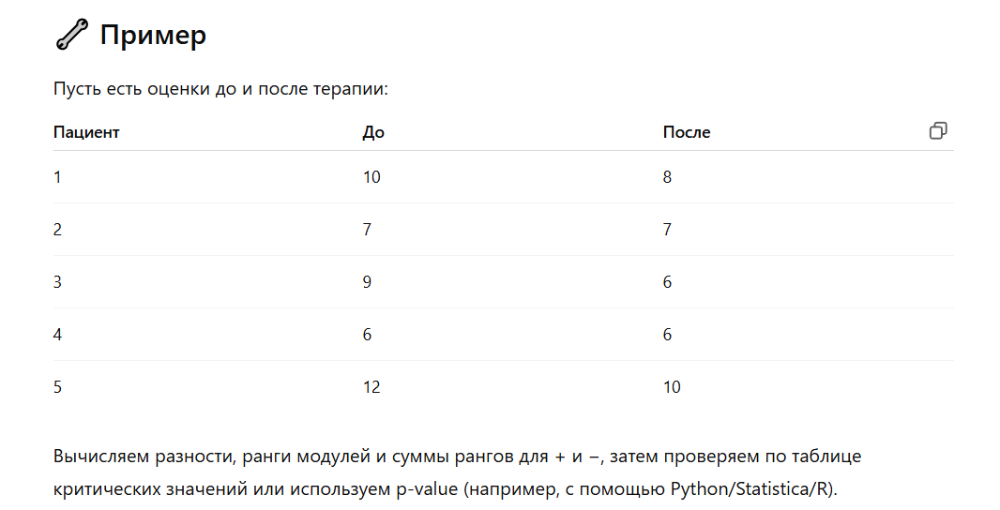 Пример
Пусть есть оценки до и после терапии:
Пациент До После
1 10 8
2 7 7
3 9 6
4 6 6
5 12 10
Вычисляем разности, ранги модулей и суммы рангов для + и −, затем проверяем по таблице
критических значений или используем p-value (например, с помощью Python/Statistica/R).